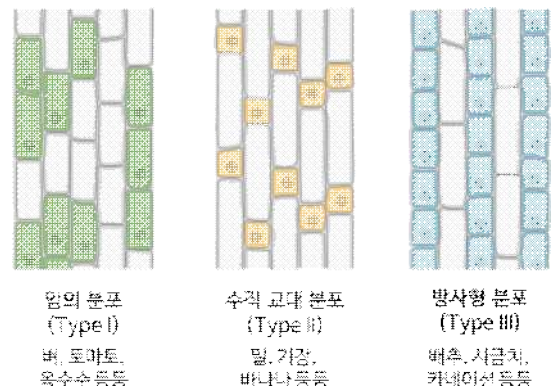 임의 분포
(Type I)
벼, 토마토,
옥수수 등등
수직 교대 분포
(Type II)
밀, 기장,
바나나 등등
방사형 분포
(Type III)
배추, 시금치,
카네이션 등등